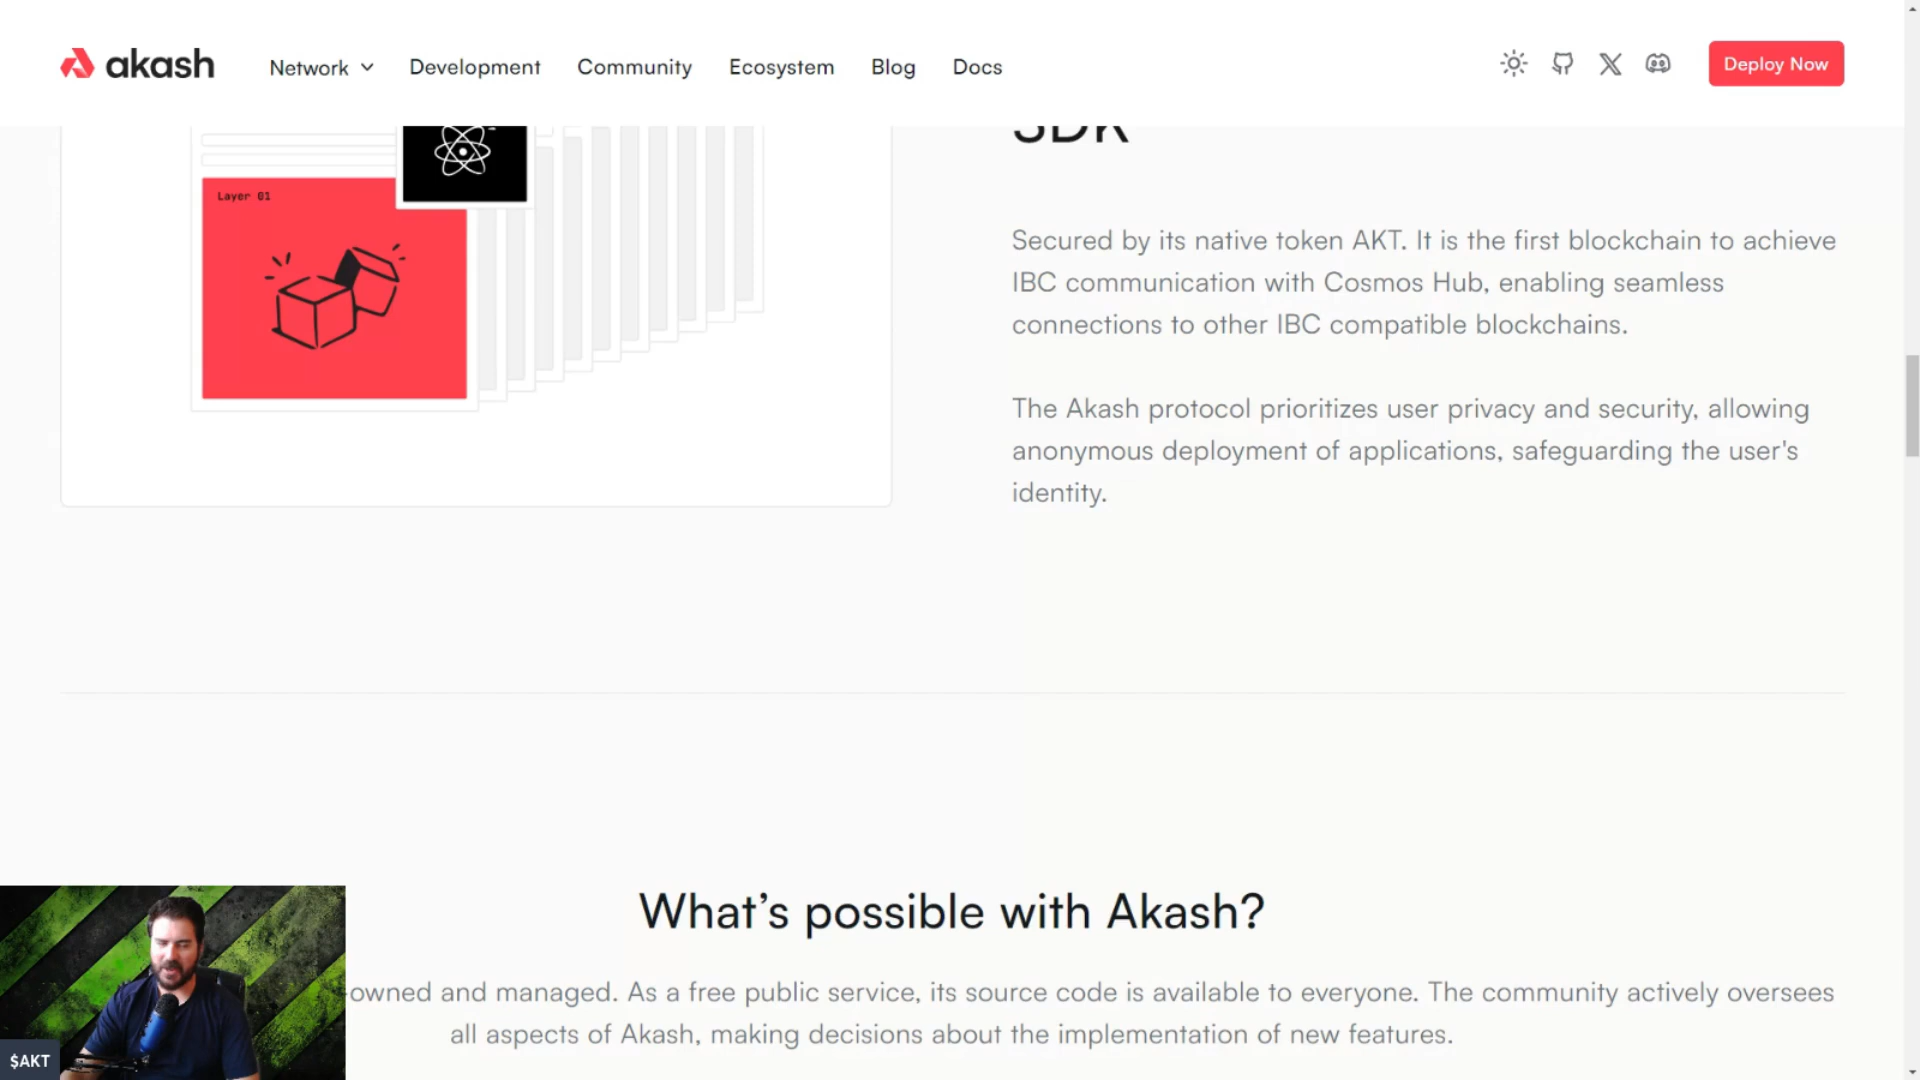 akash
Network
Development
Community
Ecosystem
Blog
Docs
Deploy Now
SDK
Layer 01
Secured by its native token AKT. It is the first blockchain to achieve
IBC communication with Cosmos Hub, enabling seamless
connections to other IBC compatible blockchains.
The Akash protocol prioritizes user privacy and security, allowing
anonymous deployment of applications, safeguarding the user's
identity.
What’s possible with Akash?
-owned and managed. As a free public service, its source code is available to everyone. The community actively oversees
all aspects of Akash, making decisions about the implementation of new features.
$AKT